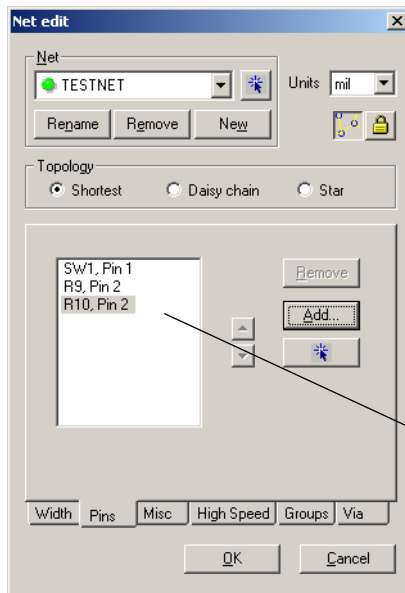 Net edit
Net
TESTNET
Units mil
Rename Remove New
Topology
Shortest Daisy chain Star
SW1, Pin 1
R9, Pin 2
R10, Pin 2
Remove
Add...
Width Pins Misc High Speed Groups Via
OK Cancel